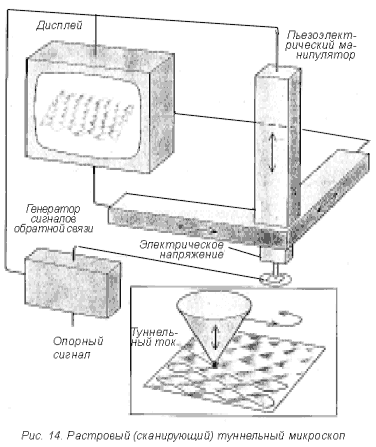 Дисплей
Пьезоэлект-
рический ма-
нипулятор
Генератор
сигналов
обратной связи
Электрическое
напряжение
Опорный
сигнал
Туннель-
ный ток
Рис. 14. Растровый (сканирующий) туннельный микроскоп